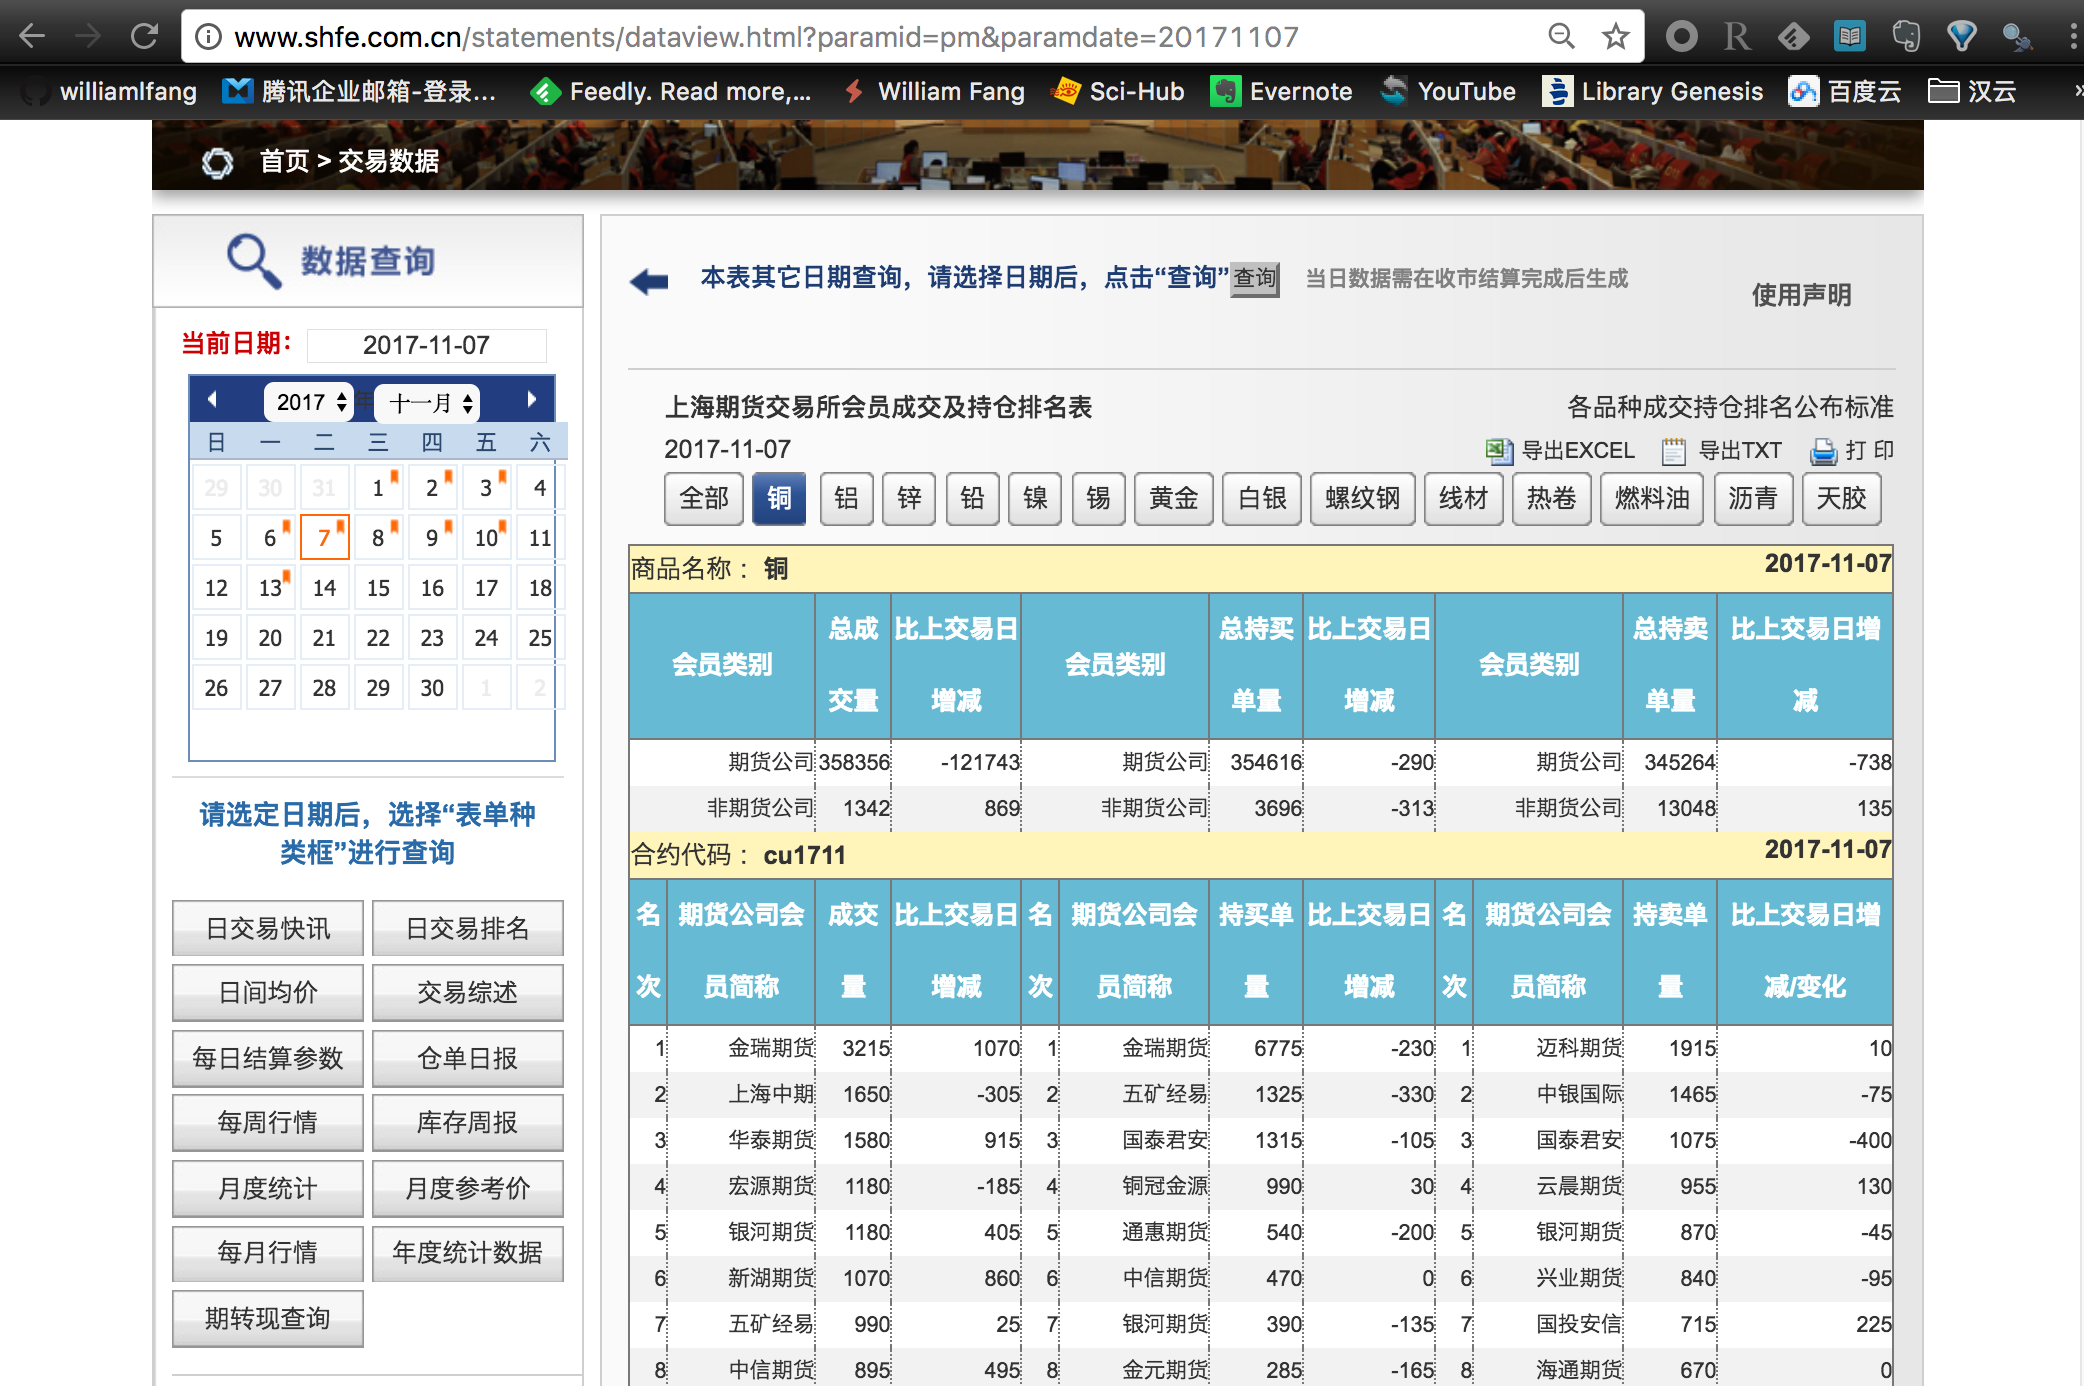 www.shfe.com.cn/statements/dataview.html?paramid=pm&paramdate=20171107
R
williamlfang 腾讯企业邮箱-登录... Feedly. Read more,... William Fang Sci-Hub Evernote YouTube Library Genesis 百度云 汉云 »
首页 > 交易数据
数据查询
当前日期： 2017-11-07
2017 年 十一月
日 一 二 三 四 五 六
29 30 31 1 2 3 4
5 6 7 8 9 10 11
12 13 14 15 16 17 18
19 20 21 22 23 24 25
26 27 28 29 30 1 2
请选定日期后，选择“表单种
类框”进行查询
日交易快讯 日交易排名
日间均价 交易综述
每日结算参数 仓单日报
每周行情 库存周报
月度统计 月度参考价
每月行情 年度统计数据
期转现查询
本表其它日期查询，请选择日期后，点击“查询” 查询 当日数据需在收市结算完成后生成
使用声明
上海期货交易所会员成交及持仓排名表 各品种成交持仓排名公布标准
2017-11-07 导出EXCEL 导出TXT 打 印
全部 铜 铝 锌 铅 镍 锡 黄金 白银 螺纹钢 线材 热卷 燃料油 沥青 天胶
商品名称： 铜 2017-11-07
会员类别 总成交量 比上交易日增减 会员类别 总持买单量 比上交易日增减 会员类别 总持卖单量 比上交易日增减
期货公司 358356 -121743 期货公司 354616 -290 期货公司 345264 -738
非期货公司 1342 869 非期货公司 3696 -313 非期货公司 13048 135
合约代码： cu1711 2017-11-07
名次 期货公司会员简称 成交量 比上交易日增减 名次 期货公司会员简称 持买单量 比上交易日增减 名次 期货公司会员简称 持卖单量 比上交易日增减/变化
1 金瑞期货 3215 1070 1 金瑞期货 6775 -230 1 迈科期货 1915 10
2 上海中期 1650 -305 2 五矿经易 1325 -330 2 中银国际 1465 -75
3 华泰期货 1580 915 3 国泰君安 1315 -105 3 国泰君安 1075 -400
4 宏源期货 1180 -185 4 铜冠金源 990 30 4 云晨期货 955 130
5 银河期货 1180 405 5 通惠期货 540 -200 5 银河期货 870 -45
6 新湖期货 1070 860 6 中信期货 470 0 6 兴业期货 840 -95
7 五矿经易 990 25 7 银河期货 390 -135 7 国投安信 715 225
8 中信期货 895 495 8 金元期货 285 -165 8 海通期货 670 0